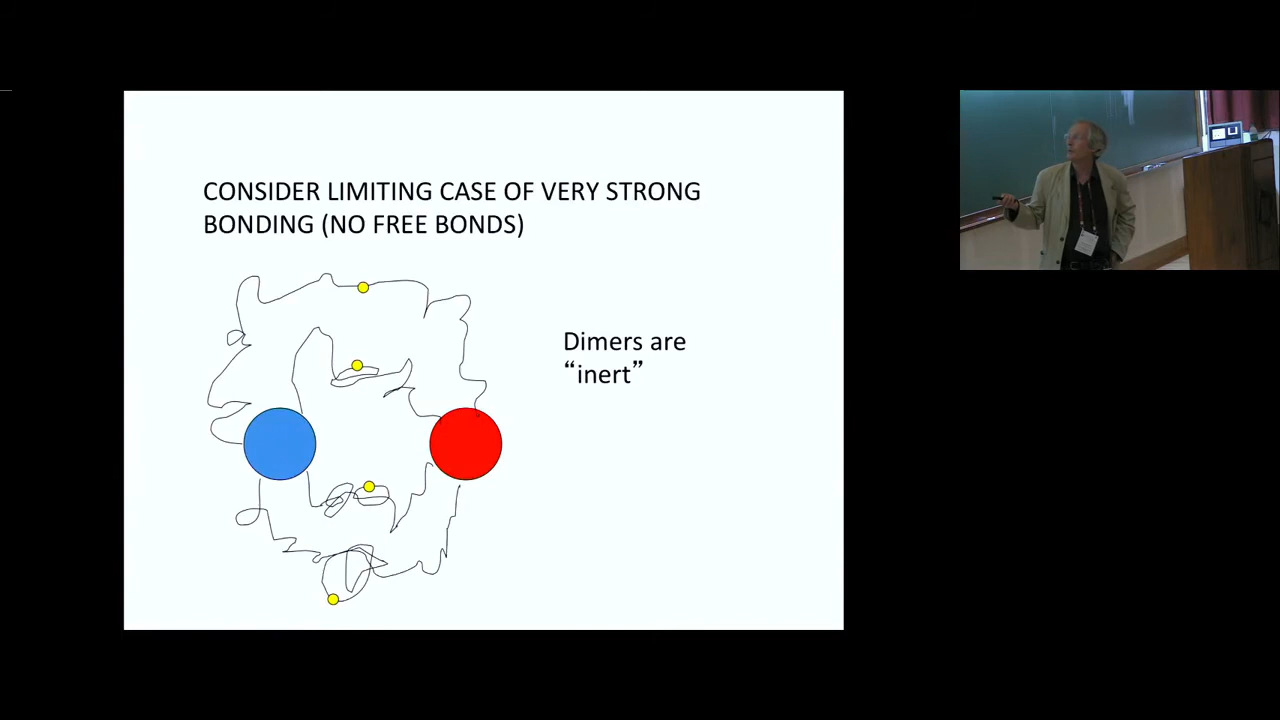 CONSIDER LIMITING CASE OF VERY STRONG
BONDING (NO FREE BONDS)
Dimers are
“inert”